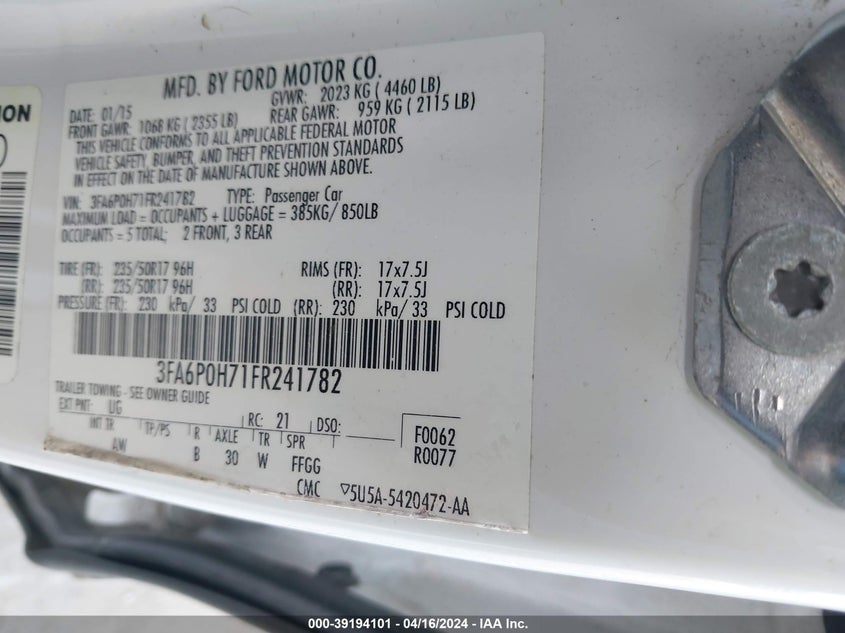 ION
MFD. BY FORD MOTOR CO.
DATE: 01/15 GVWR: 2023 KG ( 4460 LB)
FRONT GAWR: 1068 KG ( 2355 LB) REAR GAWR: 959 KG ( 2115 LB)
THIS VEHICLE CONFORMS TO ALL APPLICABLE FEDERAL MOTOR
VEHICLE SAFETY, BUMPER, AND THEFT PREVENTION STANDARDS
IN EFFECT ON THE DATE OF MANUFACTURE SHOWN ABOVE.
VIN: 3FA6P0H71FR241782 TYPE: Passenger Car
MAXIMUM LOAD = OCCUPANTS + LUGGAGE = 385KG/ 850LB
OCCUPANTS = 5 TOTAL; 2 FRONT, 3 REAR
TIRE (FR): 235/50R17 96H RIMS (FR): 17x7.5J
(RR): 235/50R17 96H (RR): 17x7.5J
PRESSURE (FR): 230 kPa/ 33 PSI COLD (RR): 230 kPa/ 33 PSI COLD
3FA6P0H71FR241782
TRAILER TOWING - SEE OWNER GUIDE
EXT PNT: UG RC: 21 DSO:
INT TR TP/PS R AXLE TR SPR F0062
AW B 30 W FFGG R0077
CMC ▽5U5A-5420472-AA
000-39194101 - 04/16/2024 - IAA Inc.